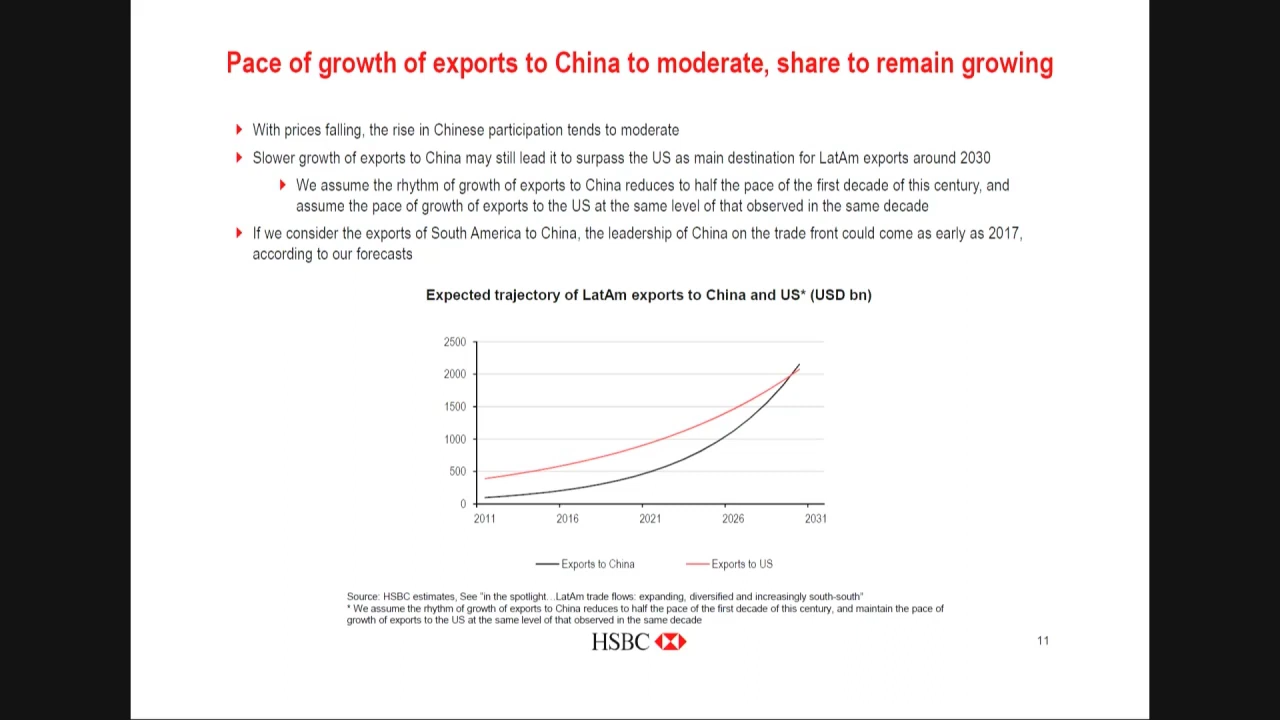 Pace of growth of exports to China to moderate, share to remain growing
With prices falling, the rise in Chinese participation tends to moderate
Slower growth of exports to China may still lead it to surpass the US as main destination for LatAm exports around 2030
We assume the rhythm of growth of exports to China reduces to half the pace of the first decade of this century, and
assume the pace of growth of exports to the US at the same level of that observed in the same decade
If we consider the exports of South America to China, the leadership of China on the trade front could come as early as 2017,
according to our forecasts
Expected trajectory of LatAm exports to China and US* (USD bn)
2500
2000
1500
1000
500
0
2011 2016 2021 2026 2031
Exports to China Exports to US
Source: HSBC estimates, See "in the spotlight...LatAm trade flows: expanding, diversified and increasingly south-south"
* We assume the rhythm of growth of exports to China reduces to half the pace of the first decade of this century, and maintain the pace of
growth of exports to the US at the same level of that observed in the same decade
HSBC
11